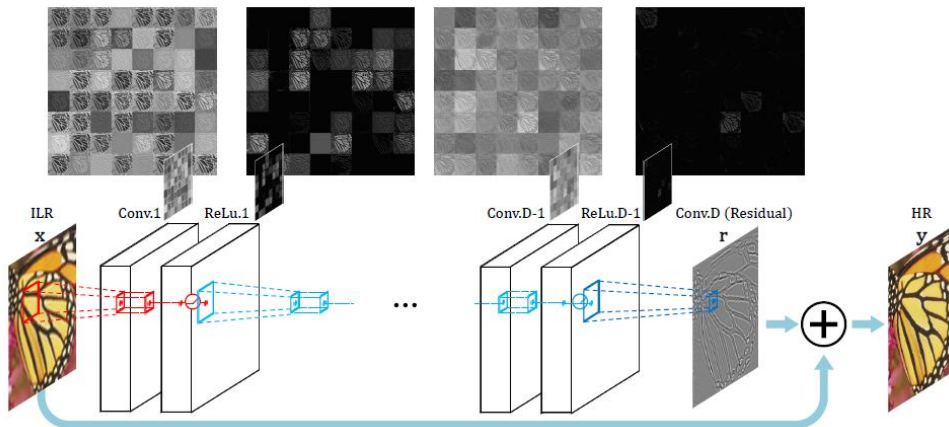 ILR
x
Conv.1
ReLu.1
...
Conv.D-1
ReLu.D-1
Conv.D (Residual)
r
HR
y